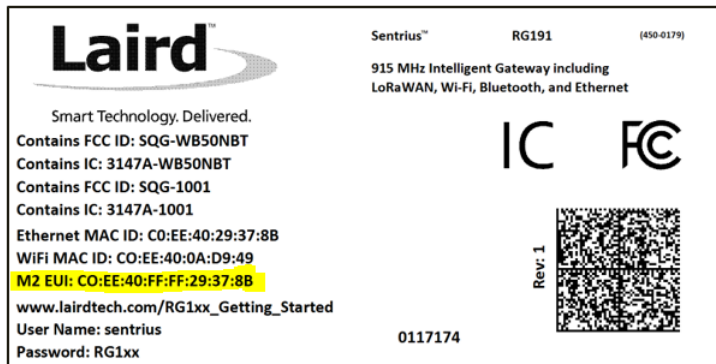 Laird™
Smart Technology. Delivered.
Contains FCC ID: SQG-WB50NBT
Contains IC: 3147A-WB50NBT
Contains FCC ID: SQG-1001
Contains IC: 3147A-1001
Ethernet MAC ID: C0:EE:40:29:37:8B
WiFi MAC ID: CO:EE:40:0A:D9:49
M2 EUI: CO:EE:40:FF:FF:29:37:8B
www.lairdtech.com/RG1xx_Getting_Started
User Name: sentrius
Password: RG1xx
Sentrius™ RG191 (450-0179)
915 MHz Intelligent Gateway including
LoRaWAN, Wi-Fi, Bluetooth, and Ethernet
IC FC
Rev: 1
0117174